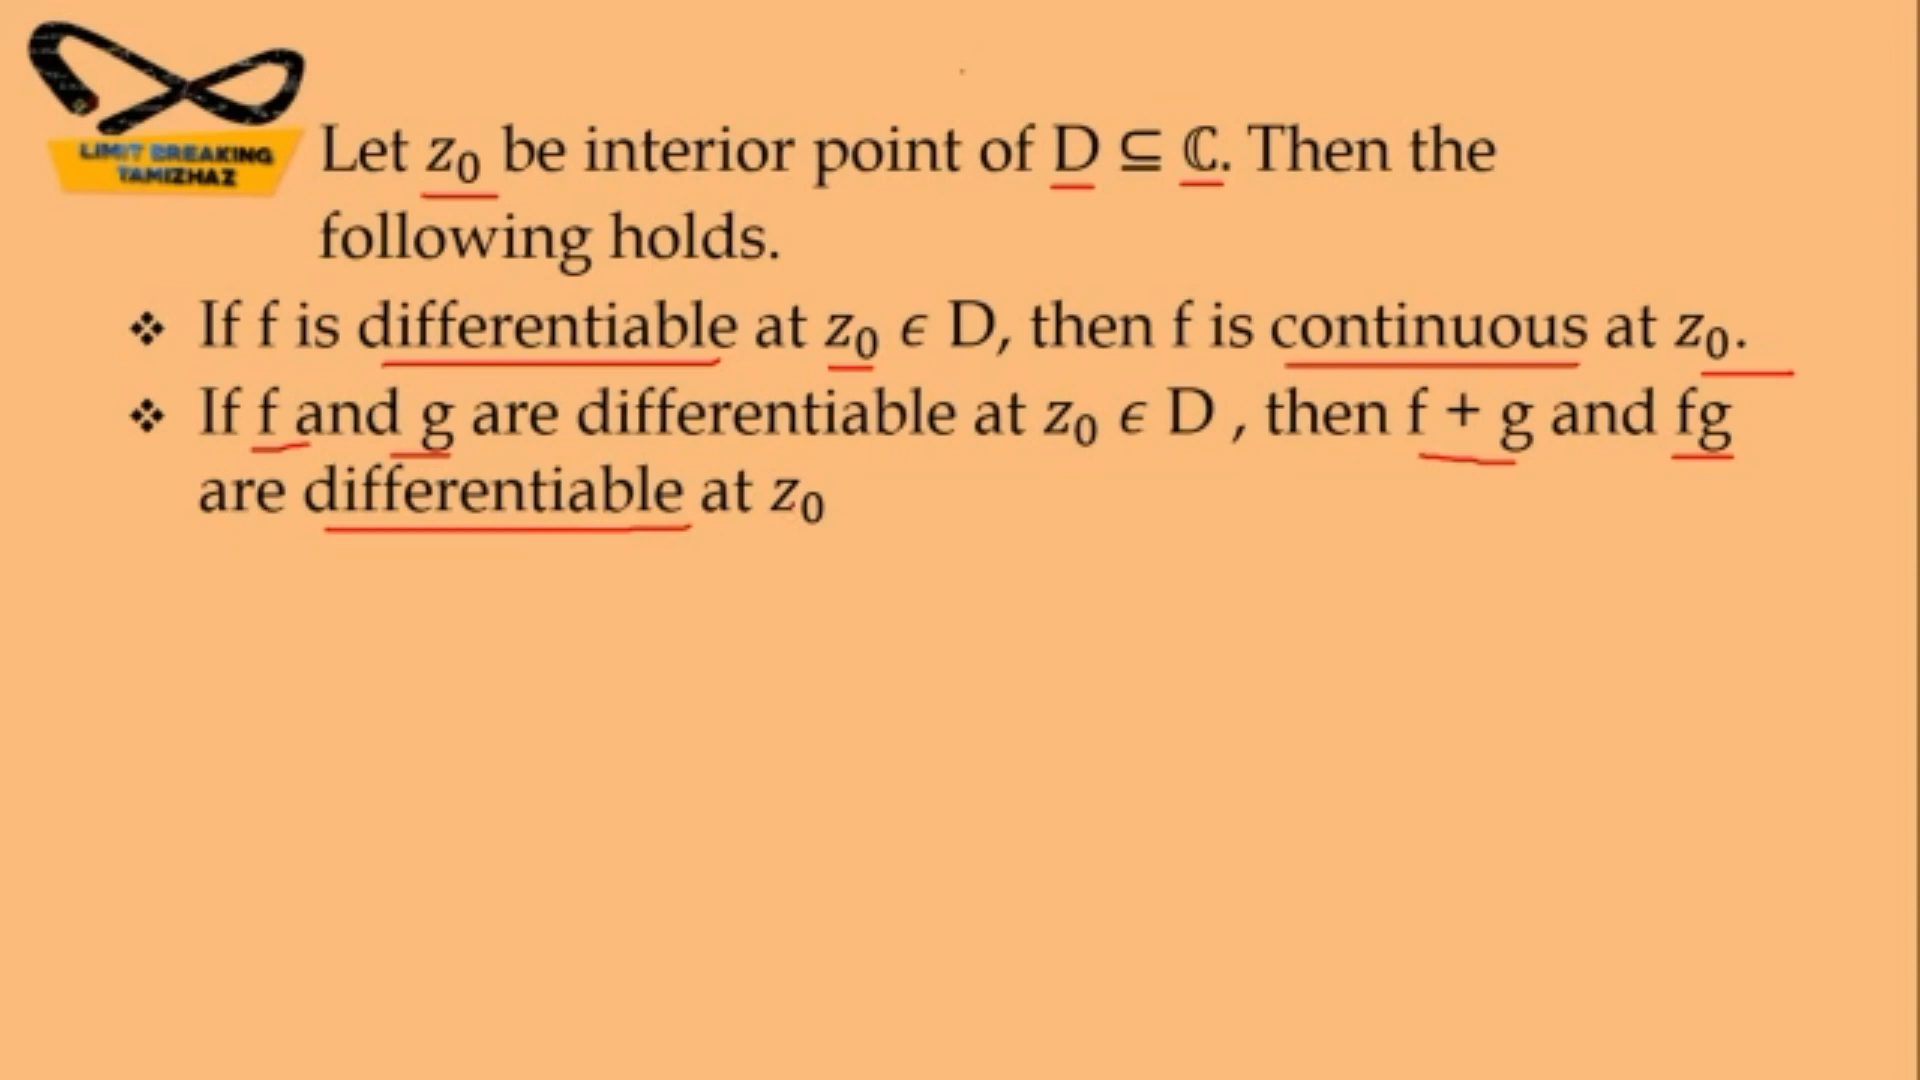 LIMIT BREAKING
TAMIZHAZ
Let z₀ be interior point of D ⊆ ℂ. Then the
following holds.
❖ If f is differentiable at z₀ ϵ D, then f is continuous at z₀.
❖ If f and g are differentiable at z₀ ϵ D , then f + g and fg
are differentiable at z₀